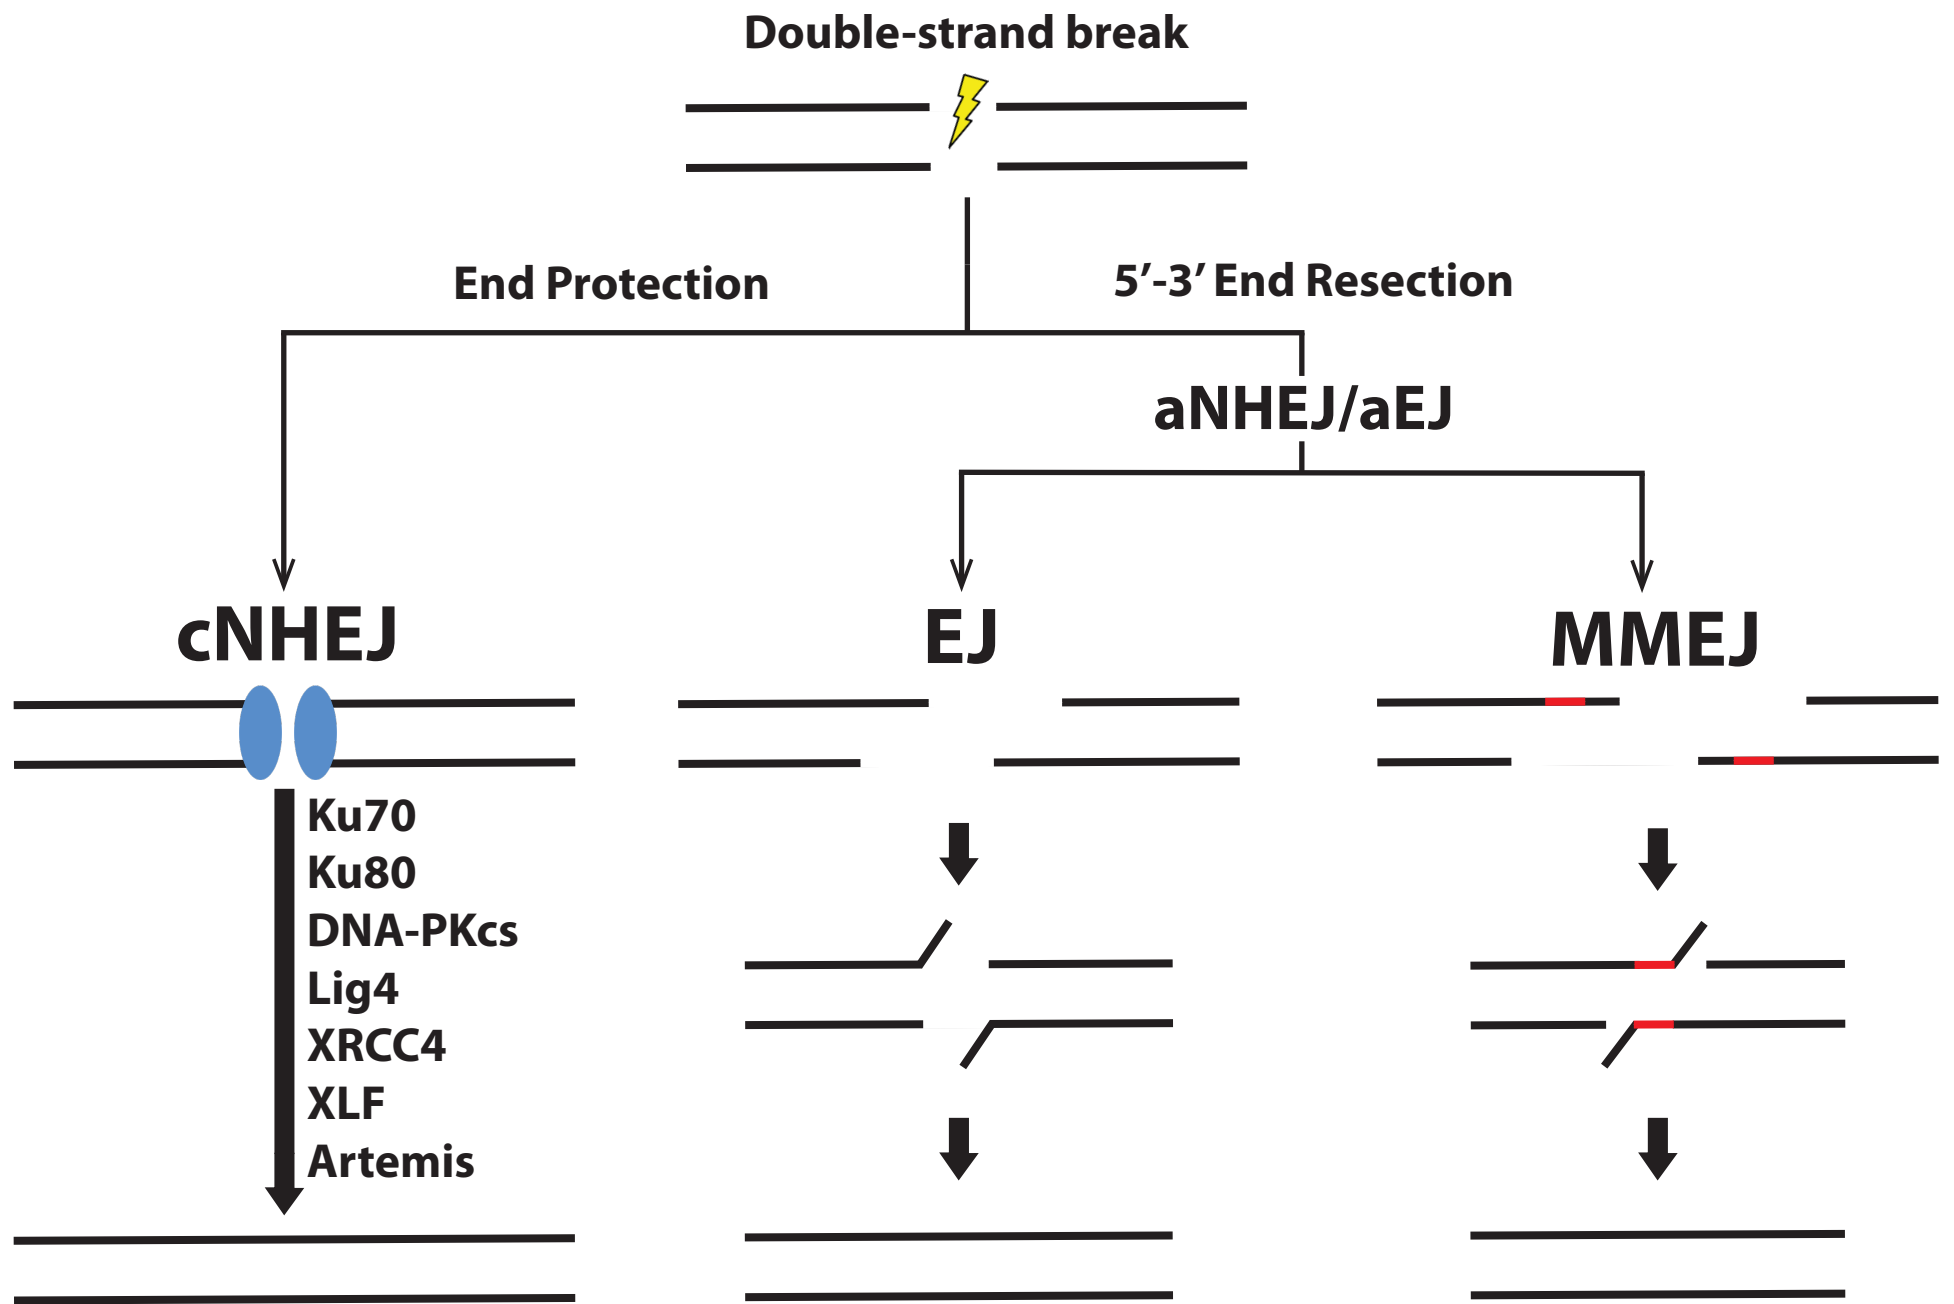 Double-strand break
End Protection
5′-3′ End Resection
aNHEJ/aEJ
cNHEJ
EJ
MMEJ
Ku70
Ku80
DNA-PKcs
Lig4
XRCC4
XLF
Artemis